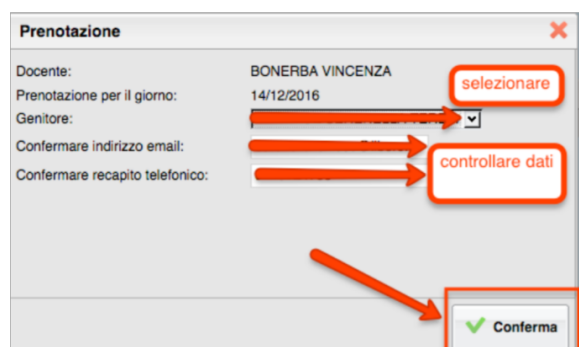 Prenotazione
Docente: BONERBA VINCENZA
selezionare
Prenotazione per il giorno: 14/12/2016
Genitore:
Confermare indirizzo email:
controllare dati
Confermare recapito telefonico:
Conferma